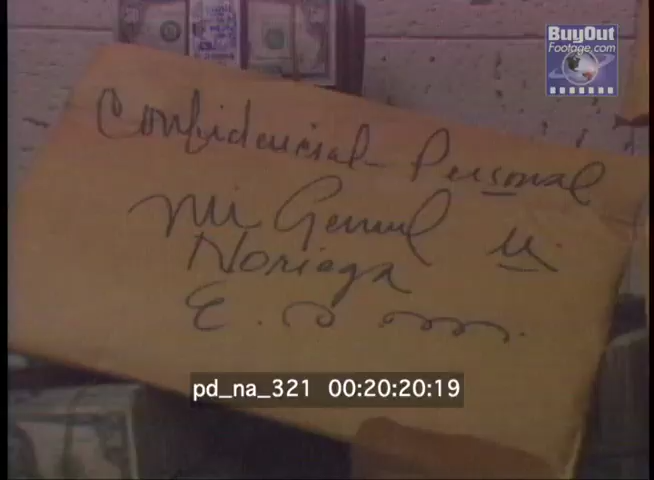 BuyOut
Footage.com
Confidencial - Personal
Mi General M.
Noriega
E. S. M.
pd_na_321 00:20:20:19